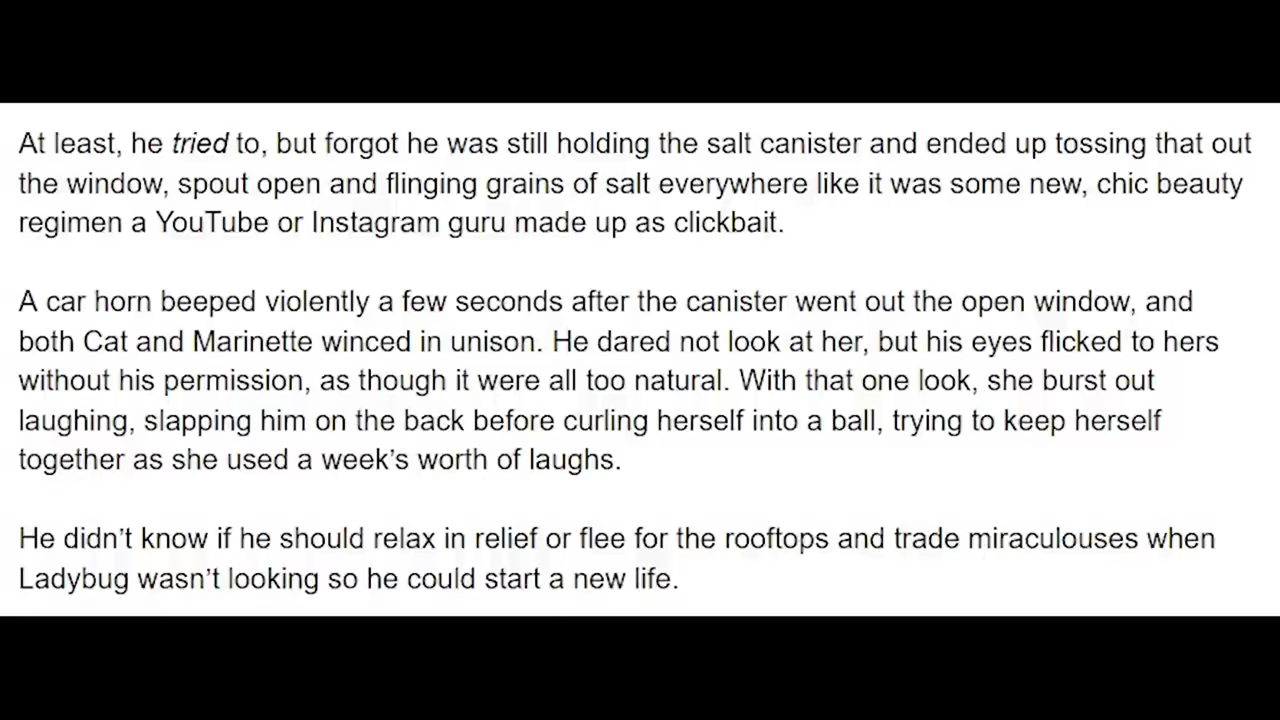 At least, he tried to, but forgot he was still holding the salt canister and ended up tossing that out
the window, spout open and flinging grains of salt everywhere like it was some new, chic beauty
regimen a YouTube or Instagram guru made up as clickbait.
A car horn beeped violently a few seconds after the canister went out the open window, and
both Cat and Marinette winced in unison. He dared not look at her, but his eyes flicked to hers
without his permission, as though it were all too natural. With that one look, she burst out
laughing, slapping him on the back before curling herself into a ball, trying to keep herself
together as she used a week’s worth of laughs.
He didn’t know if he should relax in relief or flee for the rooftops and trade miraculouses when
Ladybug wasn’t looking so he could start a new life.